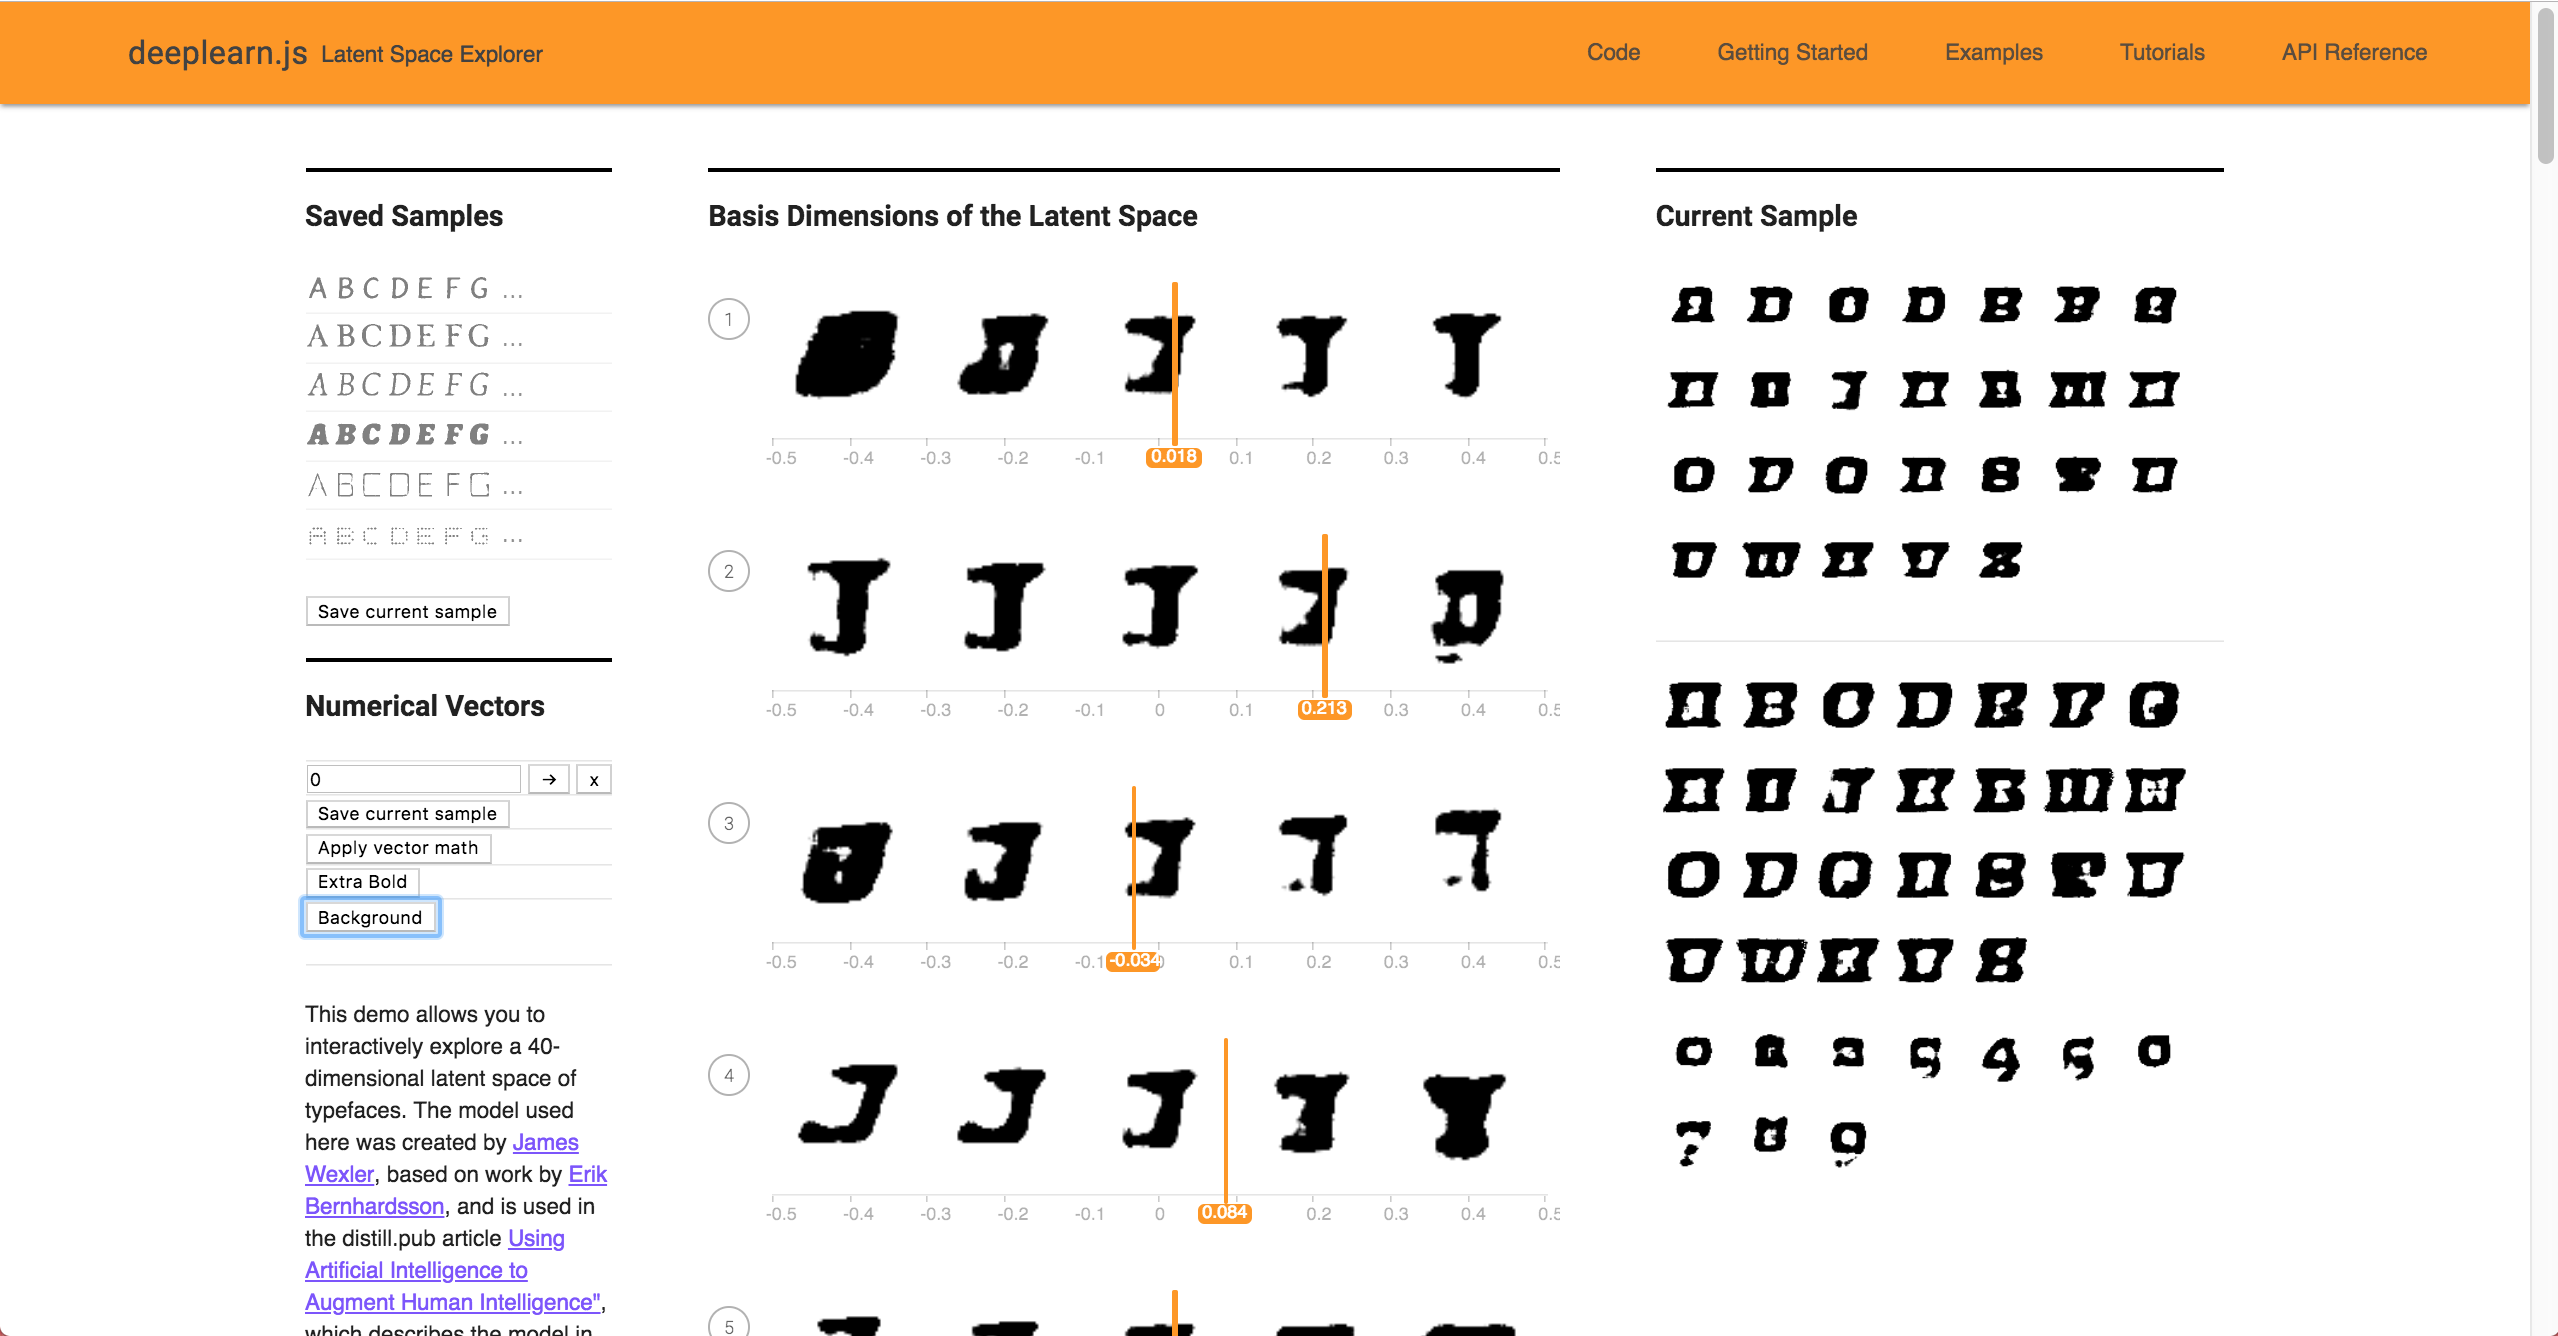 deeplearn.js Latent Space Explorer
Code Getting Started Examples Tutorials API Reference
Saved Samples
A B C D E F G ...
A B C D E F G ...
A B C D E F G ...
A B C D E F G ...
A B C D E F G ...
A B C D E F G ...
Save current sample
Numerical Vectors
0 → x
Save current sample
Apply vector math
Extra Bold
Background
This demo allows you to
interactively explore a 40-
dimensional latent space of
typefaces. The model used
here was created by James
Wexler, based on work by Erik
Bernhardsson, and is used in
the distill.pub article Using
Artificial Intelligence to
Augment Human Intelligence",
which describes the model in
Basis Dimensions of the Latent Space
1
-0.5 -0.4 -0.3 -0.2 -0.1 0.018 0.1 0.2 0.3 0.4 0.5
2
-0.5 -0.4 -0.3 -0.2 -0.1 0 0.1 0.213 0.3 0.4 0.5
3
-0.5 -0.4 -0.3 -0.2 -0.1 -0.034 0.1 0.2 0.3 0.4 0.5
4
-0.5 -0.4 -0.3 -0.2 -0.1 0 0.084 0.2 0.3 0.4 0.5
5
Current Sample